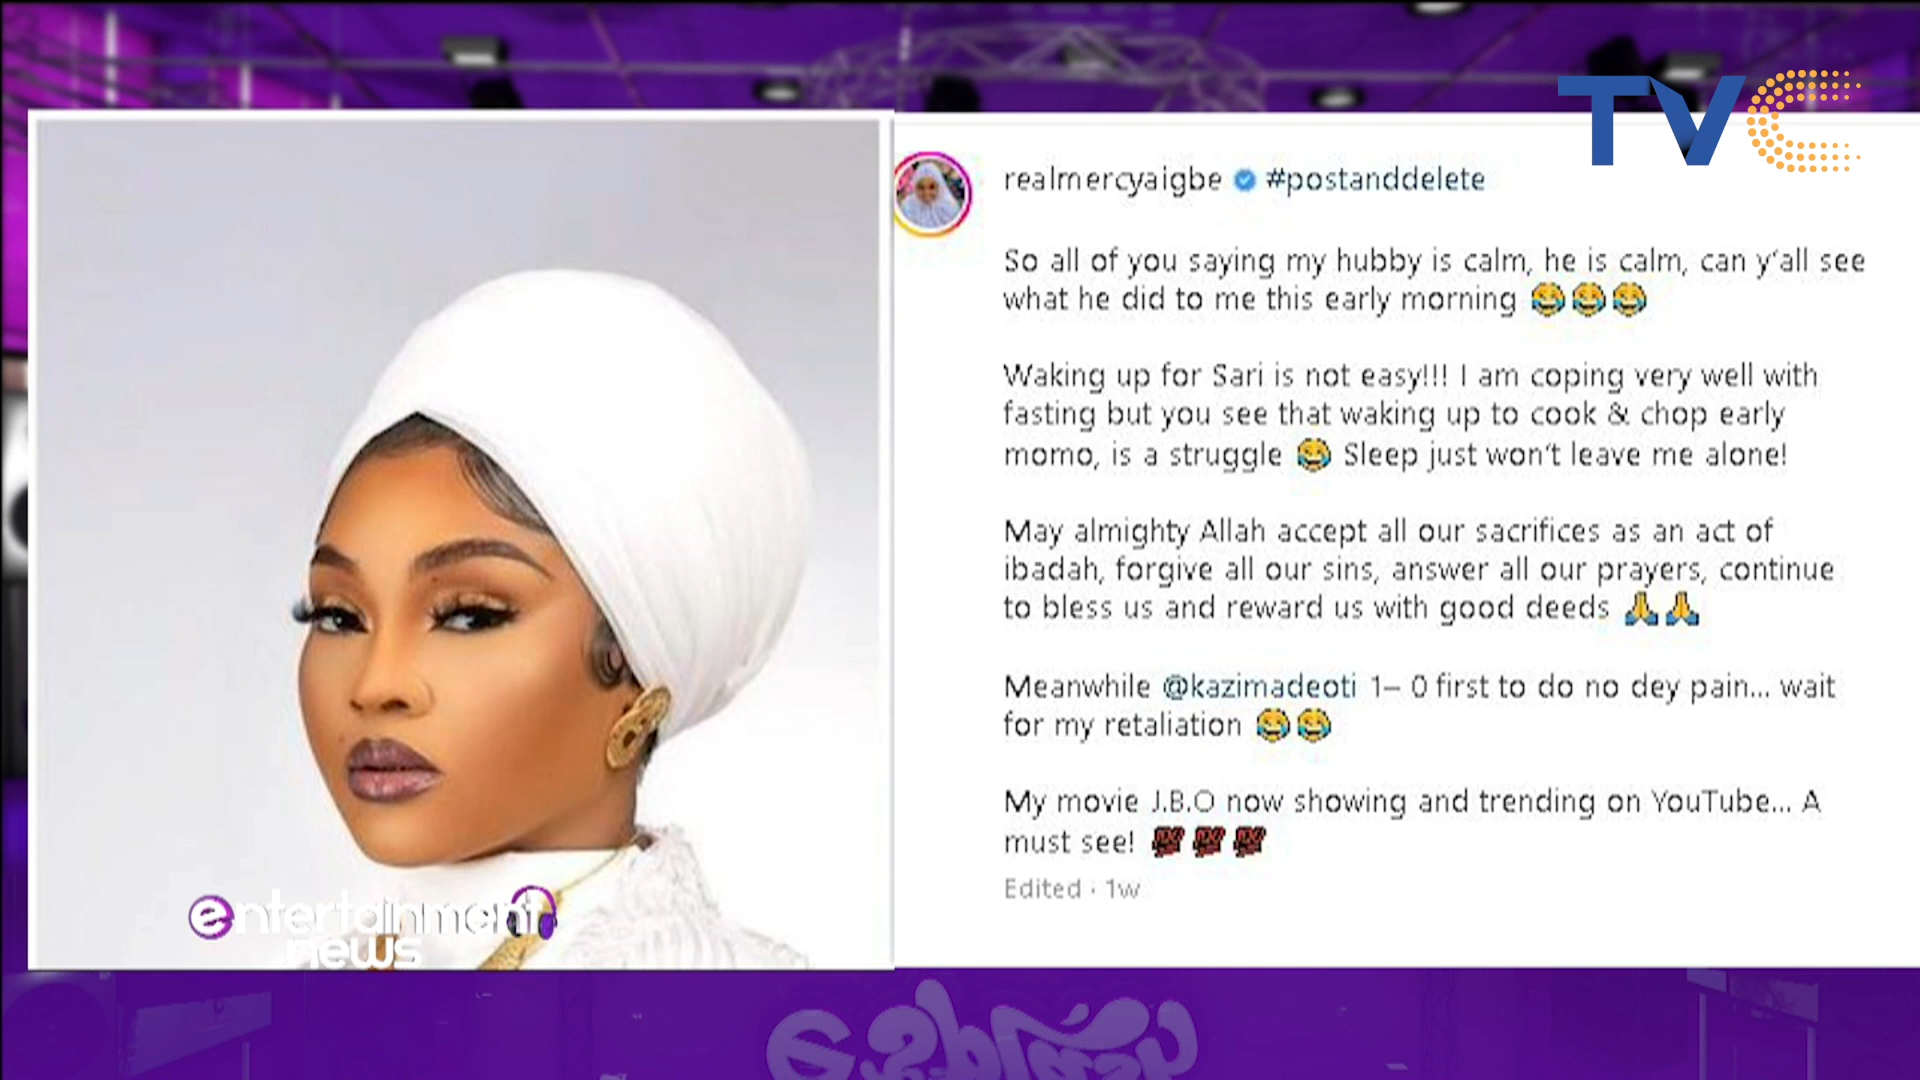 TVC
realmercyaigbe #postanddelete
So all of you saying my hubby is calm, he is calm, can y'all see
what he did to me this early morning 😂😂😂
Waking up for Sari is not easy!!! I am coping very well with
fasting but you see that waking up to cook & chop early
momo, is a struggle 😂 Sleep just won't leave me alone!
May almighty Allah accept all our sacrifices as an act of
ibadah, forgive all our sins, answer all our prayers, continue
to bless us and reward us with good deeds 🙏🙏
Meanwhile @kazimadeoti 1– 0 first to do no dey pain... wait
for my retaliation 😂😂
My movie J.B.O now showing and trending on YouTube... A
must see! 💯💯💯
Edited · 1w
entertainment
news